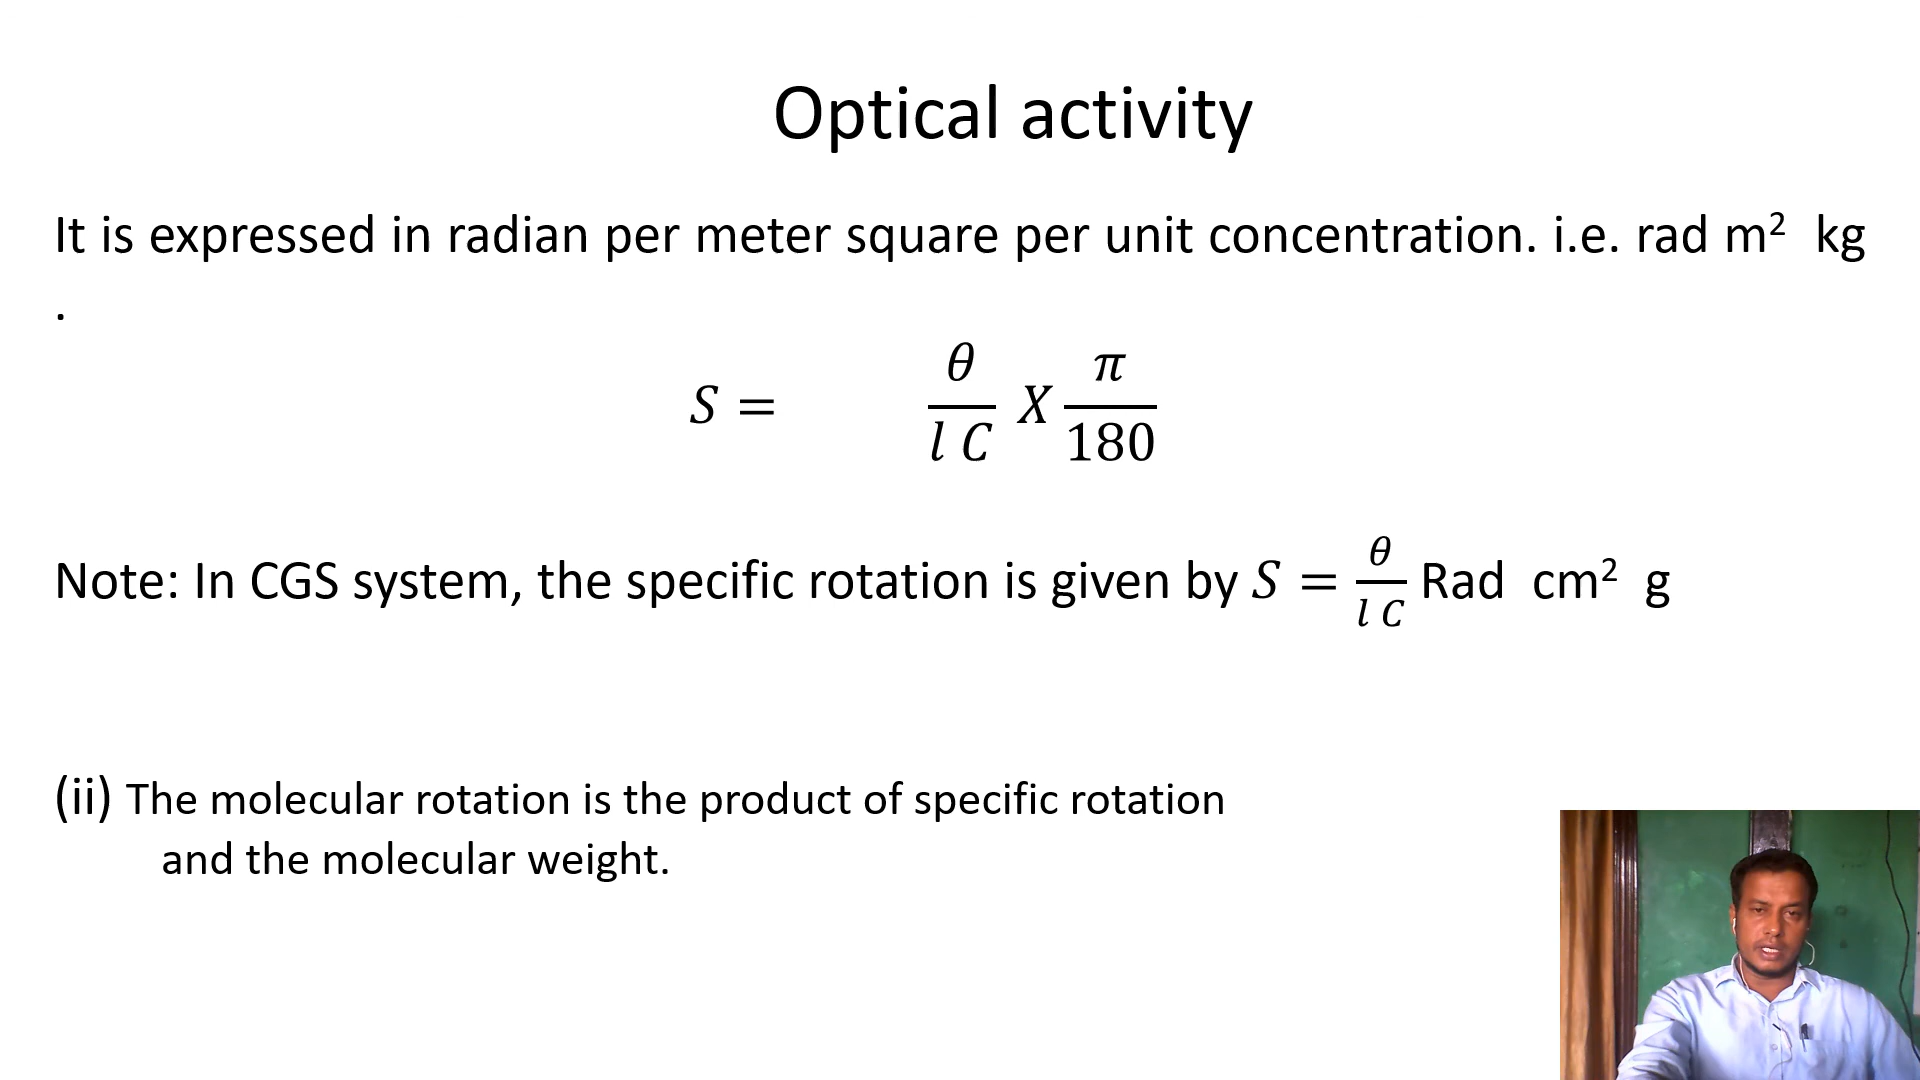 Optical activity
It is expressed in radian per meter square per unit concentration. i.e. rad m² kg
.
S = θ/(l C) X π/180
Note: In CGS system, the specific rotation is given by S = θ/(l C) Rad cm² g
(ii) The molecular rotation is the product of specific rotation
and the molecular weight.